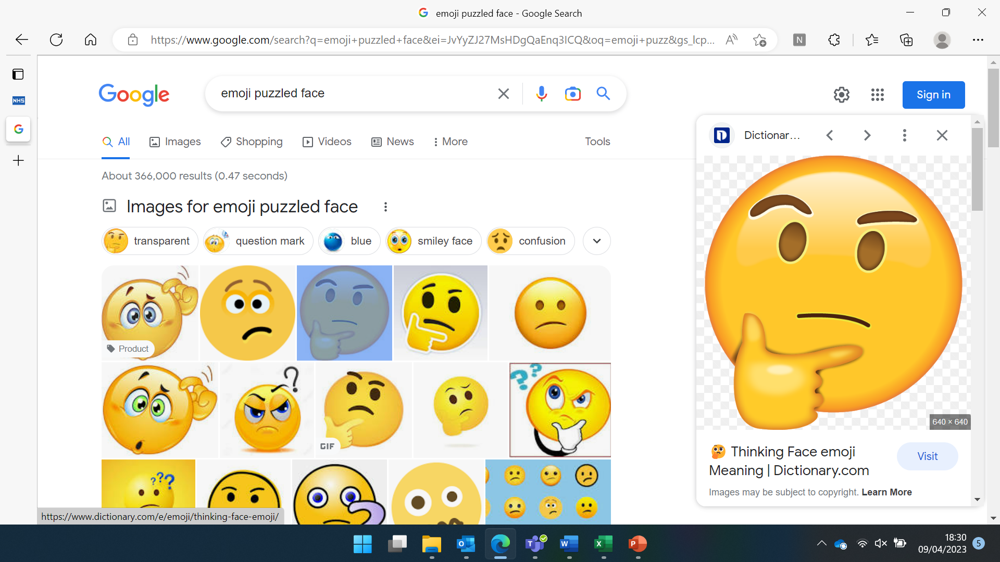 emoji puzzled face - Google Search
https://www.google.com/search?q=emoji+puzzled+face&ei=JvYyZJ27MsHDgQaEnq3ICQ&oq=emoji+puzz&gs_lcp...
N
NHS
Google
emoji puzzled face
Sign in
All
Images
Shopping
Videos
News
More
Tools
About 366,000 results (0.47 seconds)
Images for emoji puzzled face
transparent
question mark
blue
smiley face
confusion
Product
?
? ?
GIF
???
Dictionar...
640 × 640
Thinking Face emoji
Meaning | Dictionary.com
Visit
Images may be subject to copyright. Learn More
https://www.dictionary.com/e/emoji/thinking-face-emoji/
18:30
09/04/2023
5